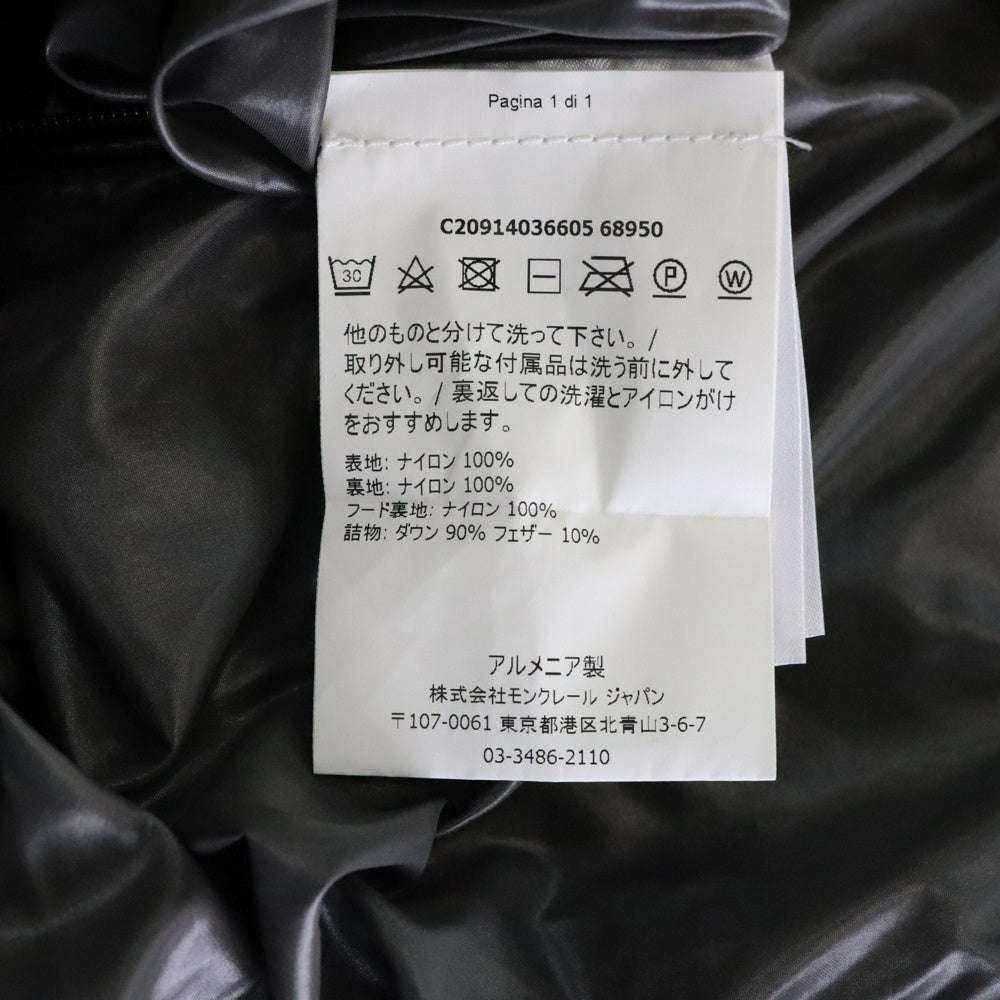 Pagina 1 di 1
C20914036605 68950
30 P W
他のものと分けて洗って下さい。/
取り外し可能な付属品は洗う前に外して
ください。/ 裏返しての洗濯とアイロンがけ
をおすすめします。
表地: ナイロン 100%
裏地: ナイロン 100%
フード裏地: ナイロン 100%
詰物: ダウン 90% フェザー 10%
アルメニア製
株式会社モンクレール ジャパン
〒107-0061 東京都港区北青山3-6-7
03-3486-2110